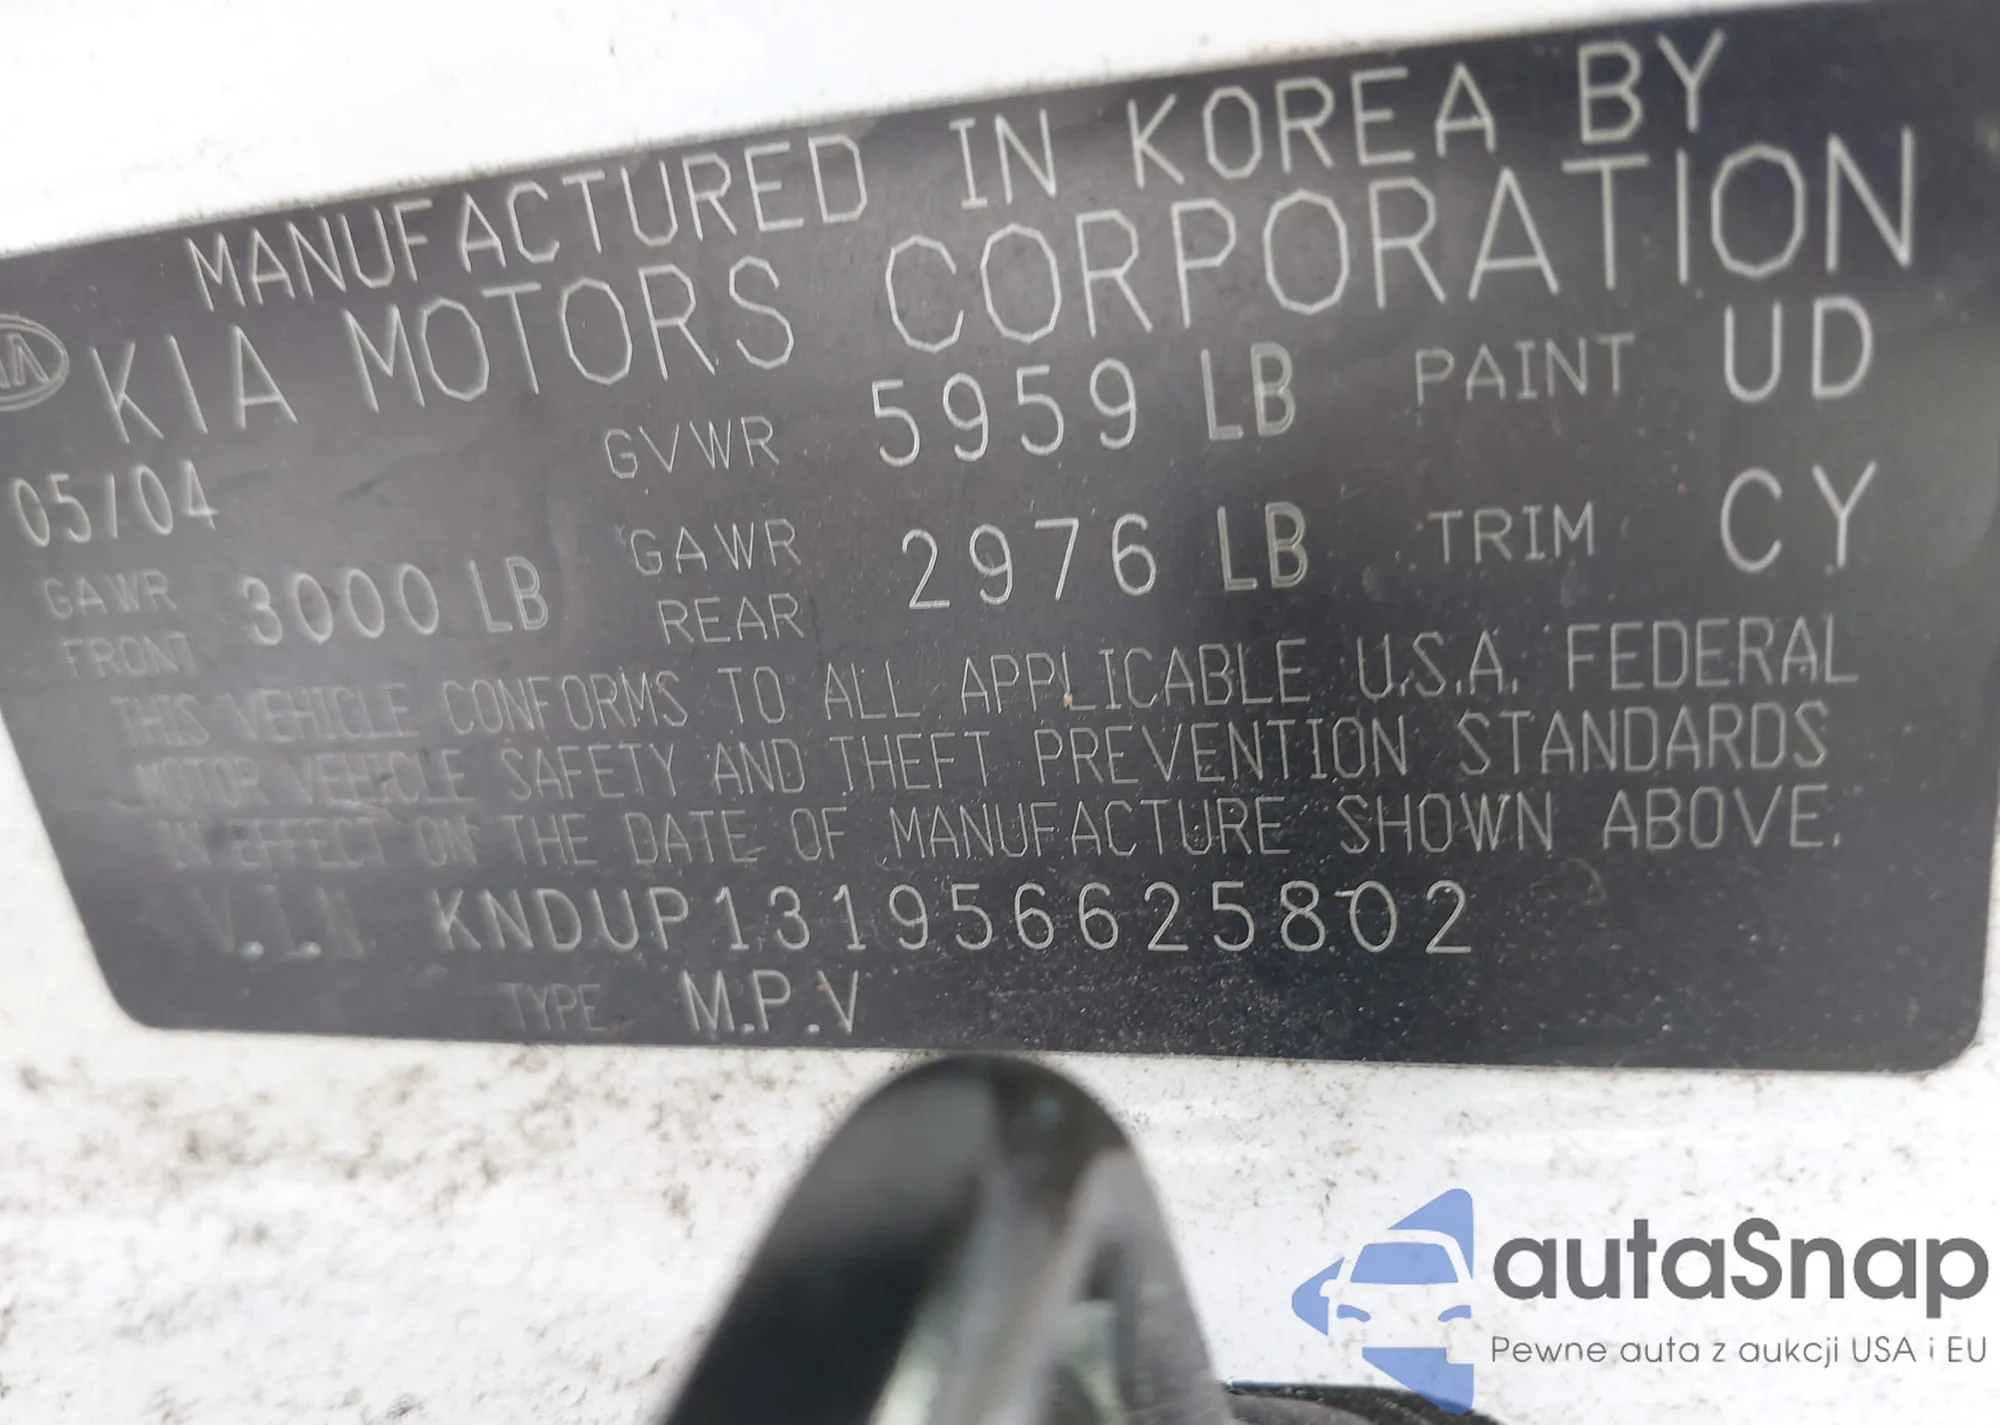 MANUFACTURED IN KOREA BY
KIA KIA MOTORS CORPORATION
05/04 GVWR 5959 LB PAINT UD
GAWR FRONT 3000 LB GAWR REAR 2976 LB TRIM CY
THIS VEHICLE CONFORMS TO ALL APPLICABLE U.S.A. FEDERAL
MOTOR VEHICLE SAFETY AND THEFT PREVENTION STANDARDS
IN EFFECT ON THE DATE OF MANUFACTURE SHOWN ABOVE.
V.I.N KNDUP131956625802
TYPE M.P.V
autaSnap
Pewne auta z aukcji USA i EU